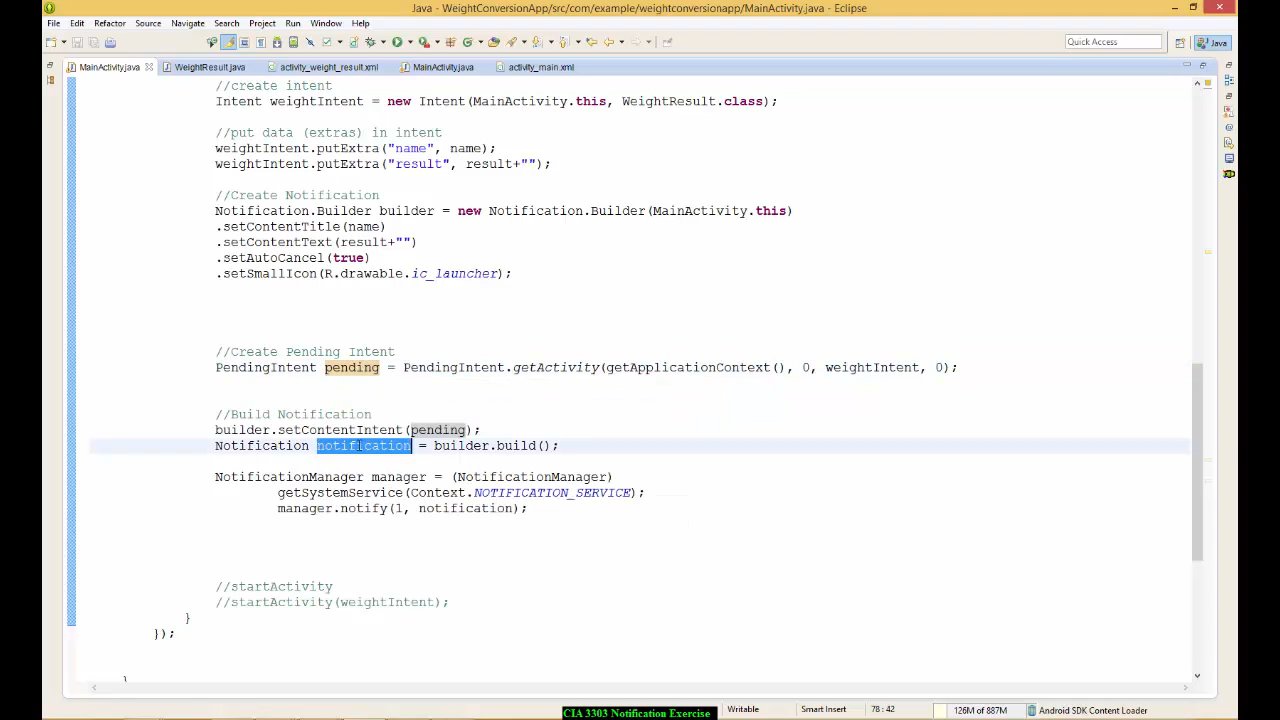 Java - WeightConversionApp/src/com/example/weightconversionapp/MainActivity.java - Eclipse
File Edit Refactor Source Navigate Search Project Run Window Help
Quick Access
Java
MainActivity.java
WeightResult.java
activity_weight_result.xml
MainActivity.java
activity_main.xml
//create intent
Intent weightIntent = new Intent(MainActivity.this, WeightResult.class);
//put data (extras) in intent
weightIntent.putExtra("name", name);
weightIntent.putExtra("result", result+"");
//Create Notification
Notification.Builder builder = new Notification.Builder(MainActivity.this)
.setContentTitle(name)
.setContentText(result+"")
.setAutoCancel(true)
.setSmallIcon(R.drawable.ic_launcher);
//Create Pending Intent
PendingIntent pending = PendingIntent.getActivity(getApplicationContext(), 0, weightIntent, 0);
//Build Notification
builder.setContentIntent(pending);
Notification notification = builder.build();
NotificationManager manager = (NotificationManager)
getSystemService(Context.NOTIFICATION_SERVICE);
manager.notify(1, notification);
//startActivity
//startActivity(weightIntent);
}
});
}
CIA 3303 Notification Exercise
Writable
Smart Insert
78 : 42
126M of 887M
Android SDK Content Loader